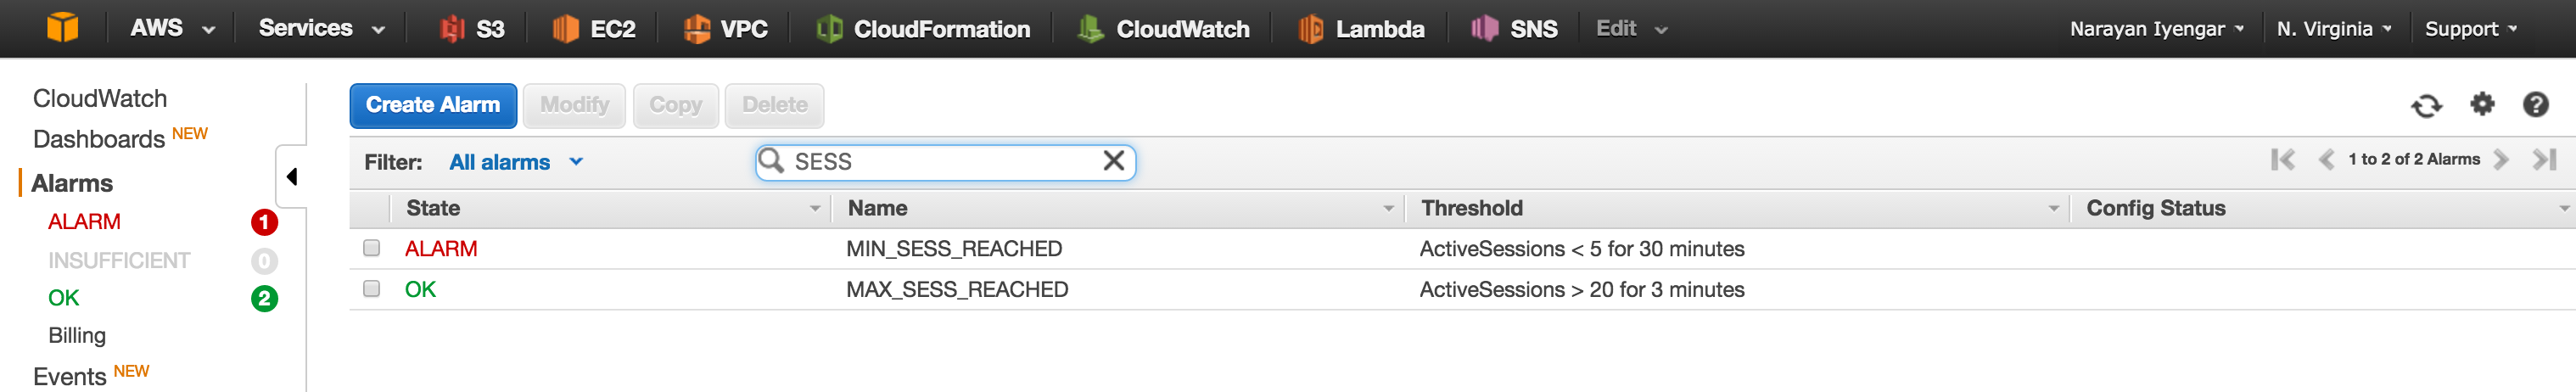 AWS Services S3 EC2 VPC CloudFormation CloudWatch Lambda SNS Edit Narayan Iyengar N. Virginia Support
CloudWatch
Dashboards NEW
Alarms
ALARM 1
INSUFFICIENT 0
OK 2
Billing
Events NEW
Create Alarm Modify Copy Delete
Filter: All alarms SESS 1 to 2 of 2 Alarms
State Name Threshold Config Status
ALARM MIN_SESS_REACHED ActiveSessions < 5 for 30 minutes
OK MAX_SESS_REACHED ActiveSessions > 20 for 3 minutes